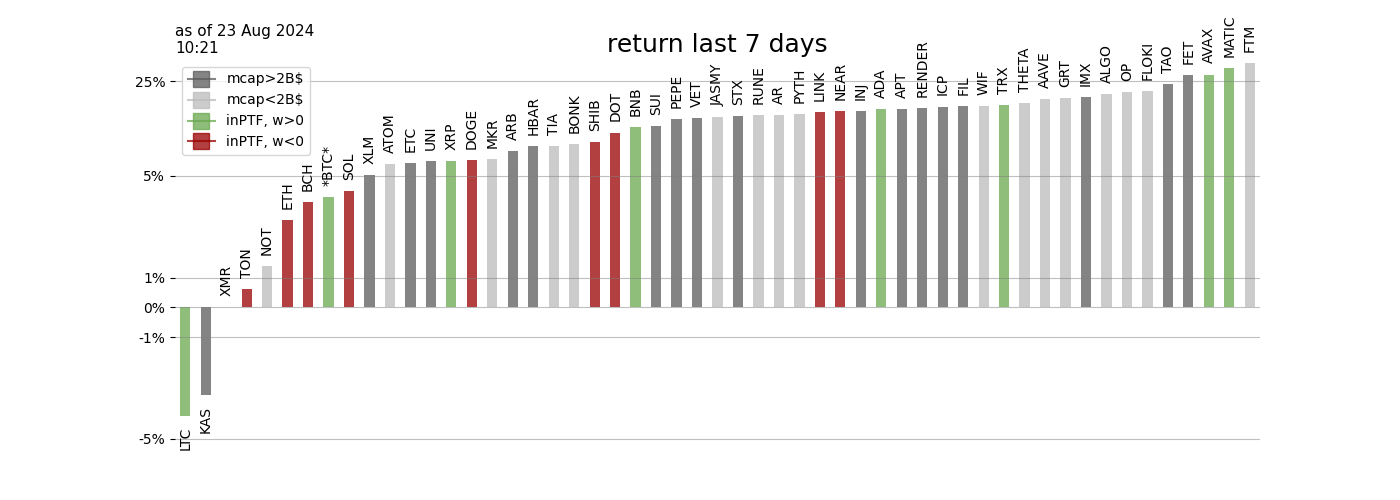 as of 23 Aug 2024
10:21
return last 7 days
mcap>2B$
mcap<2B$
inPTF, w>0
inPTF, w<0
25%
5%
1%
0%
-1%
-5%
LTC
KAS
XMR
TON
NOT
ETH
BCH
*BTC*
SOL
XLM
ATOM
ETC
UNI
XRP
DOGE
MKR
ARB
HBAR
TIA
BONK
SHIB
DOT
BNB
SUI
PEPE
VET
JASMY
STX
RUNE
AR
PYTH
LINK
NEAR
INJ
ADA
APT
RENDER
ICP
FIL
WIF
TRX
THETA
AAVE
GRT
IMX
ALGO
OP
FLOKI
TAO
FET
AVAX
MATIC
FTM